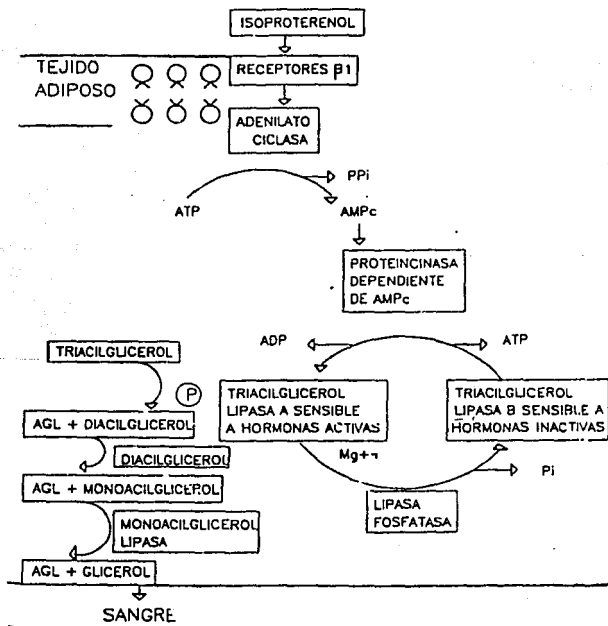 ISOPROTERENOL
TEJIDO
ADIPOSO
RECEPTORES β1
ADENILATO
CICLASA
PPi
ATP
AMPc
PROTEINCINASA
DEPENDIENTE
DE AMPc
ADP
ATP
TRIACILGLICEROL
P
TRIACILGLICEROL
LIPASA A SENSIBLE
A HORMONAS ACTIVAS
TRIACILGLICEROL
LIPASA B SENSIBLE A
HORMONAS INACTIVAS
AGL + DIACILGLICEROL
DIACILGLICEROL
Mg+¬
Pi
AGL + MONOACILGLICEROL
LIPASA
FOSFATASA
MONOACILGLICEROL
LIPASA
AGL + GLICEROL
SANGRE